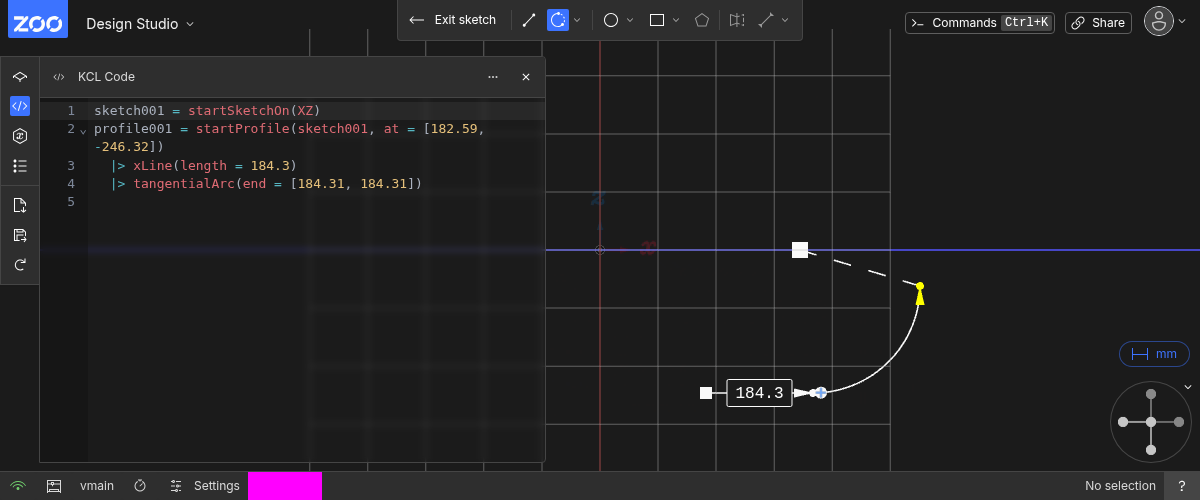 ZOO
Design Studio
Exit sketch
Commands Ctrl+K
Share
KCL Code
1 sketch001 = startSketchOn(XZ)
2 profile001 = startProfile(sketch001, at = [182.59,
-246.32])
3 |> xLine(length = 184.3)
4 |> tangentialArc(end = [184.31, 184.31])
5
z
x
184.3
mm
vmain
Settings
No selection
?